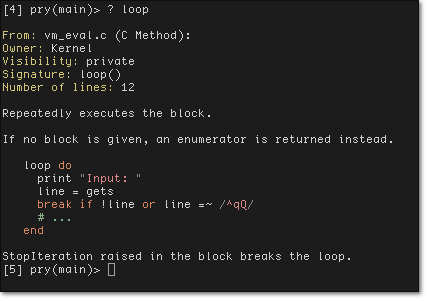 [4] pry(main)> ? loop
From: vm_eval.c (C Method):
Owner: Kernel
Visibility: private
Signature: loop()
Number of lines: 12
Repeatedly executes the block.
If no block is given, an enumerator is returned instead.
loop do
print "Input: "
line = gets
break if !line or line =~ /^qQ/
# ...
end
StopIteration raised in the block breaks the loop.
[5] pry(main)>